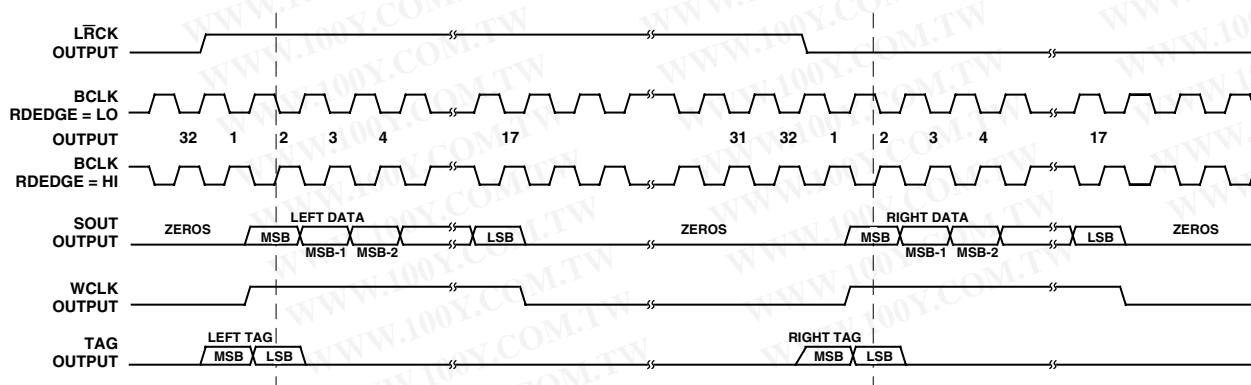 L̅R̅CK
OUTPUT
BCLK
RDEDGE = LO
OUTPUT
32 1 2 3 4 17 31 32 1 2 3 4 17
BCLK
RDEDGE = HI
SOUT
OUTPUT
ZEROS LEFT DATA ZEROS RIGHT DATA ZEROS
MSB LSB MSB LSB
MSB-1 MSB-2 MSB-1 MSB-2
WCLK
OUTPUT
TAG
OUTPUT
LEFT TAG RIGHT TAG
MSB LSB MSB LSB
WWW.100Y.COM.TW